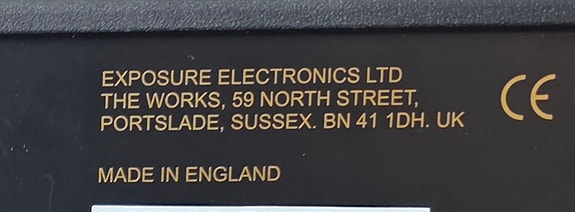 EXPOSURE ELECTRONICS LTD
THE WORKS, 59 NORTH STREET,
PORTSLADE, SUSSEX. BN 41 1DH. UK
CE
MADE IN ENGLAND